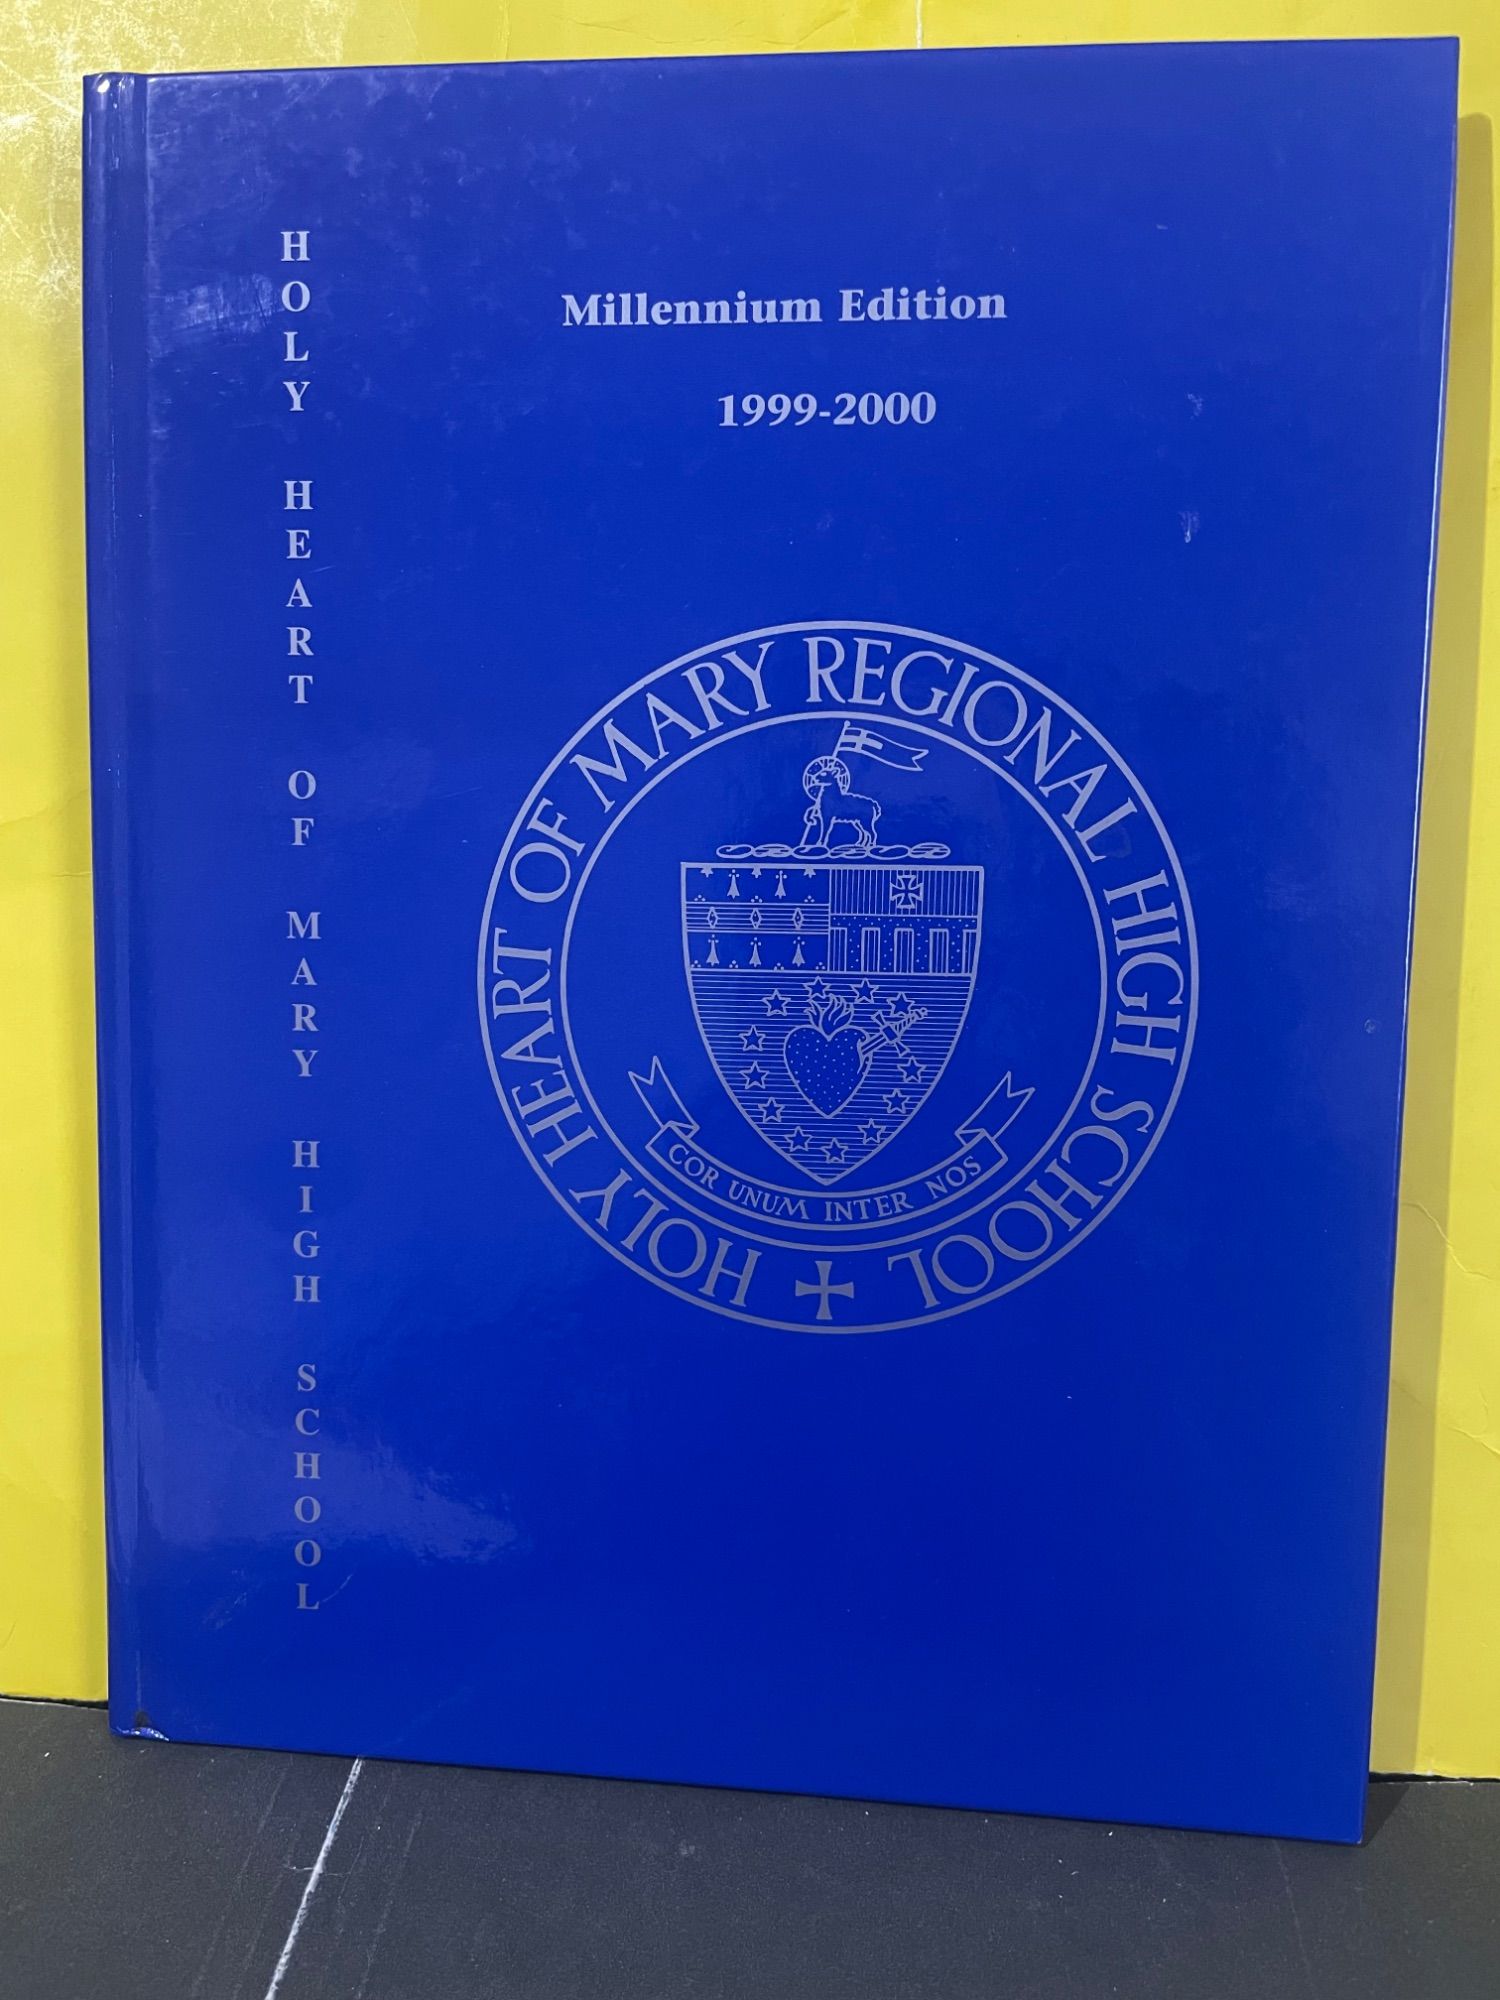 HOLY HEART OF MARY HIGH SCHOOL
Millennium Edition
1999-2000
HOLY HEART OF MARY REGIONAL HIGH SCHOOL
COR UNUM INTER NOS